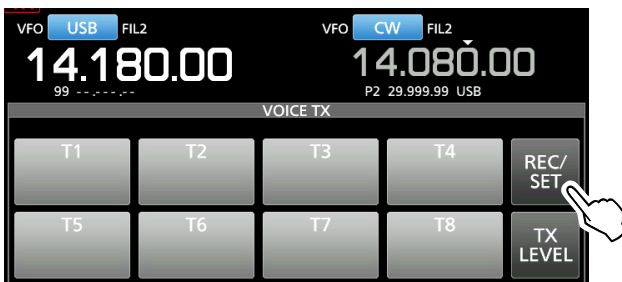 VFO USB FIL2 VFO CW FIL2
14.180.00 14.080.00
99 --.---.-- P2 29.999.99 USB
VOICE TX
T1 T2 T3 T4 REC/
SET
T5 T6 T7 T8 TX
LEVEL